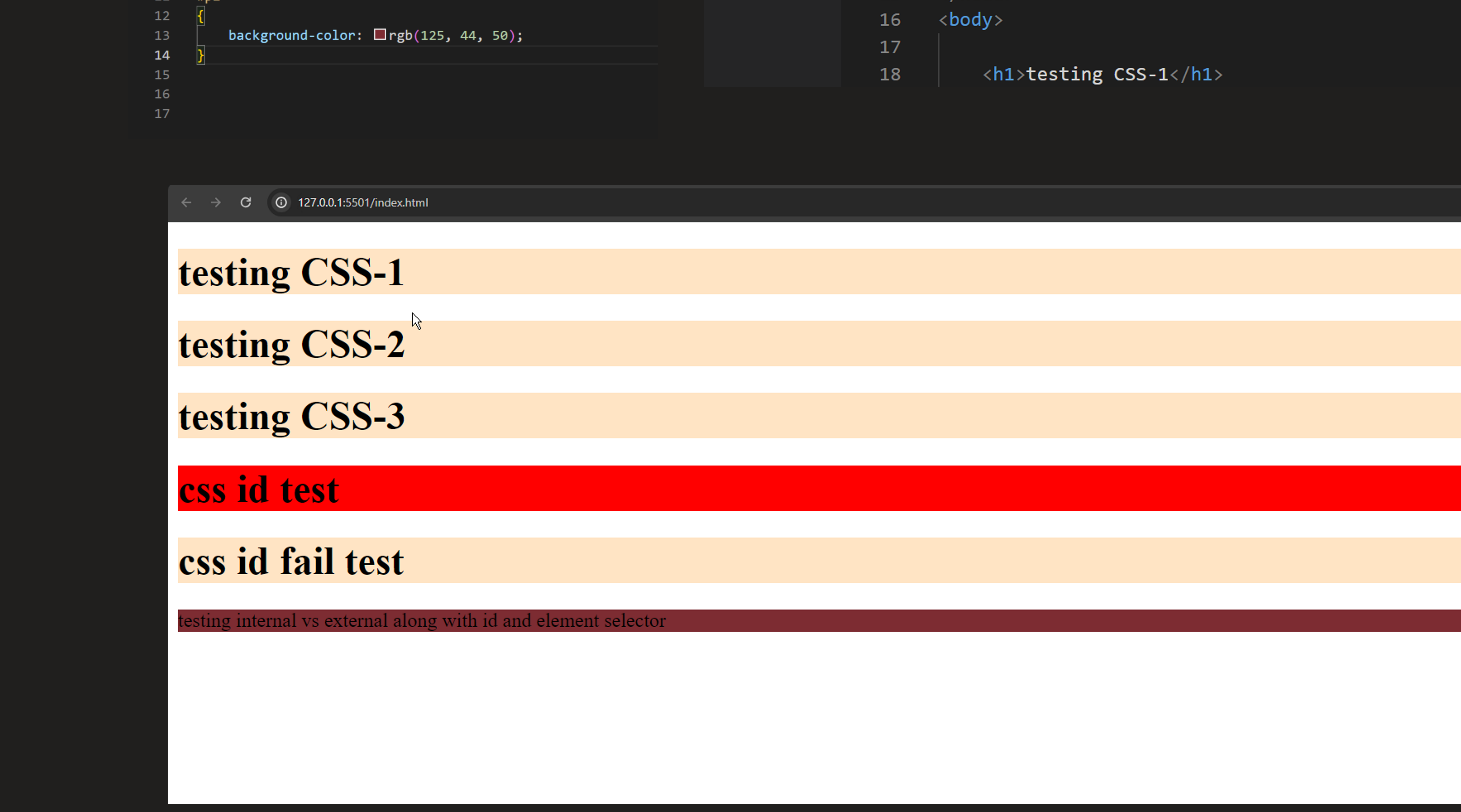 12 {
13 background-color: rgb(125, 44, 50);
14 }
15
16
17
16 <body>
17
18 <h1>testing CSS-1</h1>
127.0.0.1:5501/index.html
testing CSS-1
testing CSS-2
testing CSS-3
css id test
css id fail test
testing internal vs external along with id and element selector